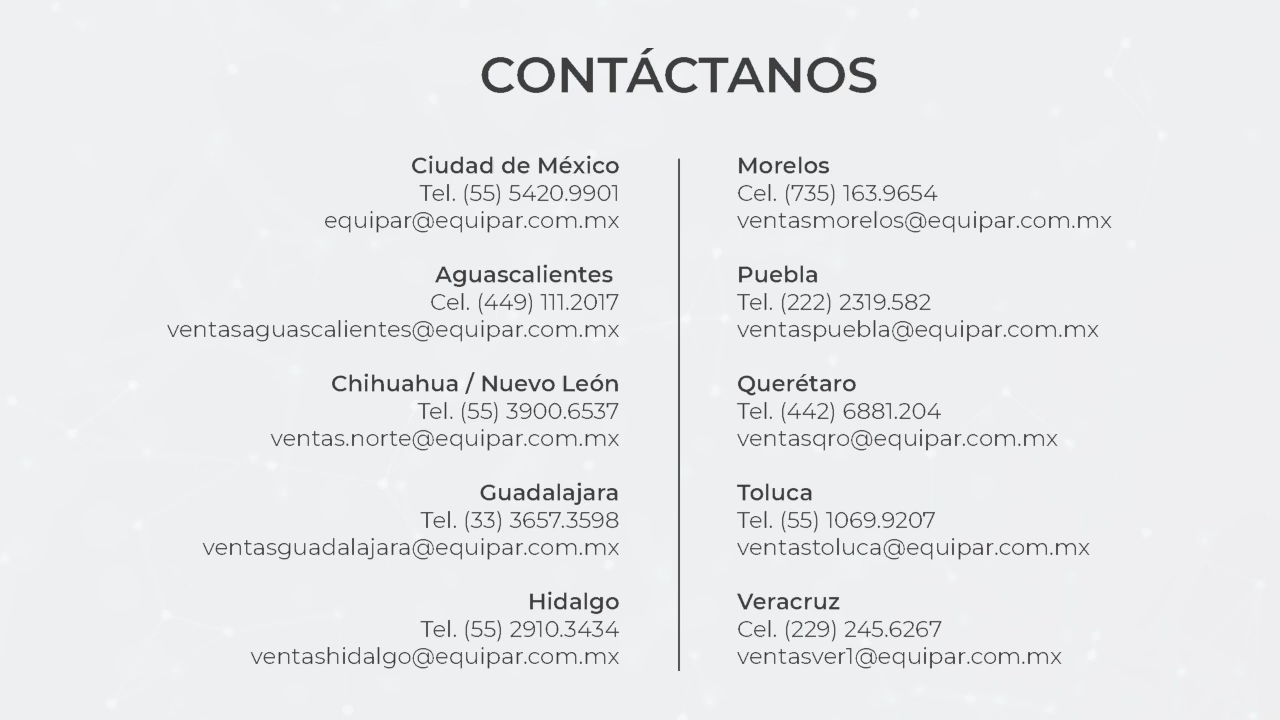 CONTÁCTANOS
Ciudad de México
Tel. (55) 5420.9901
equipar@equipar.com.mx
Aguascalientes
Cel. (449) 111.2017
ventasaguascalientes@equipar.com.mx
Chihuahua / Nuevo León
Tel. (55) 3900.6537
ventas.norte@equipar.com.mx
Guadalajara
Tel. (33) 3657.3598
ventasguadalajara@equipar.com.mx
Hidalgo
Tel. (55) 2910.3434
ventashidalgo@equipar.com.mx
Morelos
Cel. (735) 163.9654
ventasmorelos@equipar.com.mx
Puebla
Tel. (222) 2319.582
ventaspuebla@equipar.com.mx
Querétaro
Tel. (442) 6881.204
ventasqro@equipar.com.mx
Toluca
Tel. (55) 1069.9207
ventastoluca@equipar.com.mx
Veracruz
Cel. (229) 245.6267
ventasver1@equipar.com.mx